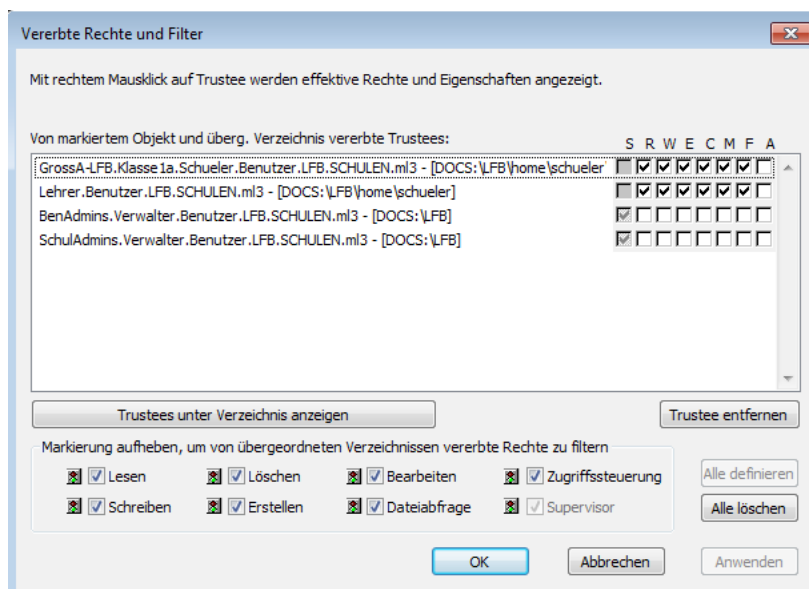 Vererbte Rechte und Filter
Mit rechtem Mausklick auf Trustee werden effektive Rechte und Eigenschaften angezeigt.
Von markiertem Objekt und überg. Verzeichnis vererbte Trustees:
S R W E C M F A
GrossA-LFB.Klasse1a.Schueler.Benutzer.LFB.SCHULEN.ml3 - [DOCS:\LFB\home\schueler
Lehrer.Benutzer.LFB.SCHULEN.ml3 - [DOCS:\LFB\home\schueler]
BenAdmins.Verwalter.Benutzer.LFB.SCHULEN.ml3 - [DOCS:\LFB]
SchulAdmins.Verwalter.Benutzer.LFB.SCHULEN.ml3 - [DOCS:\LFB]
Trustees unter Verzeichnis anzeigen
Trustee entfernen
Markierung aufheben, um von übergeordneten Verzeichnissen vererbte Rechte zu filtern
Lesen Löschen Bearbeiten Zugriffssteuerung
Alle definieren
Schreiben Erstellen Dateiabfrage Supervisor
Alle löschen
OK Abbrechen Anwenden